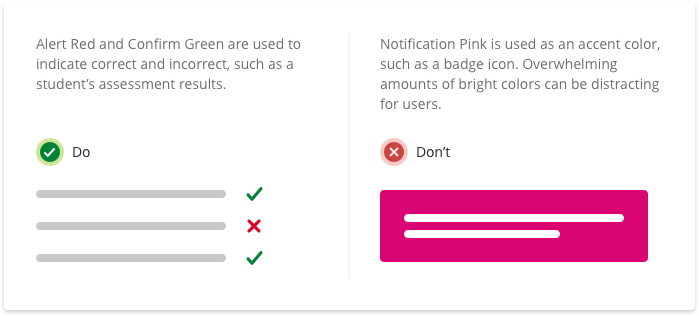 Alert Red and Confirm Green are used to
indicate correct and incorrect, such as a
student’s assessment results.
Do
Notification Pink is used as an accent color,
such as a badge icon. Overwhelming
amounts of bright colors can be distracting
for users.
Don’t